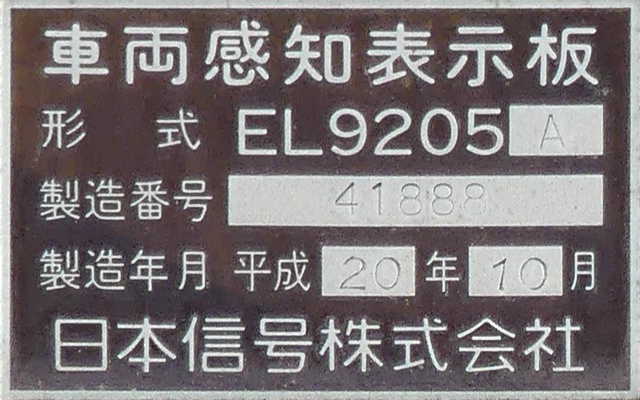 車両感知表示板
形 式 EL9205 A
製造番号 41888
製造年月 平成 20 年 10 月
日本信号株式会社